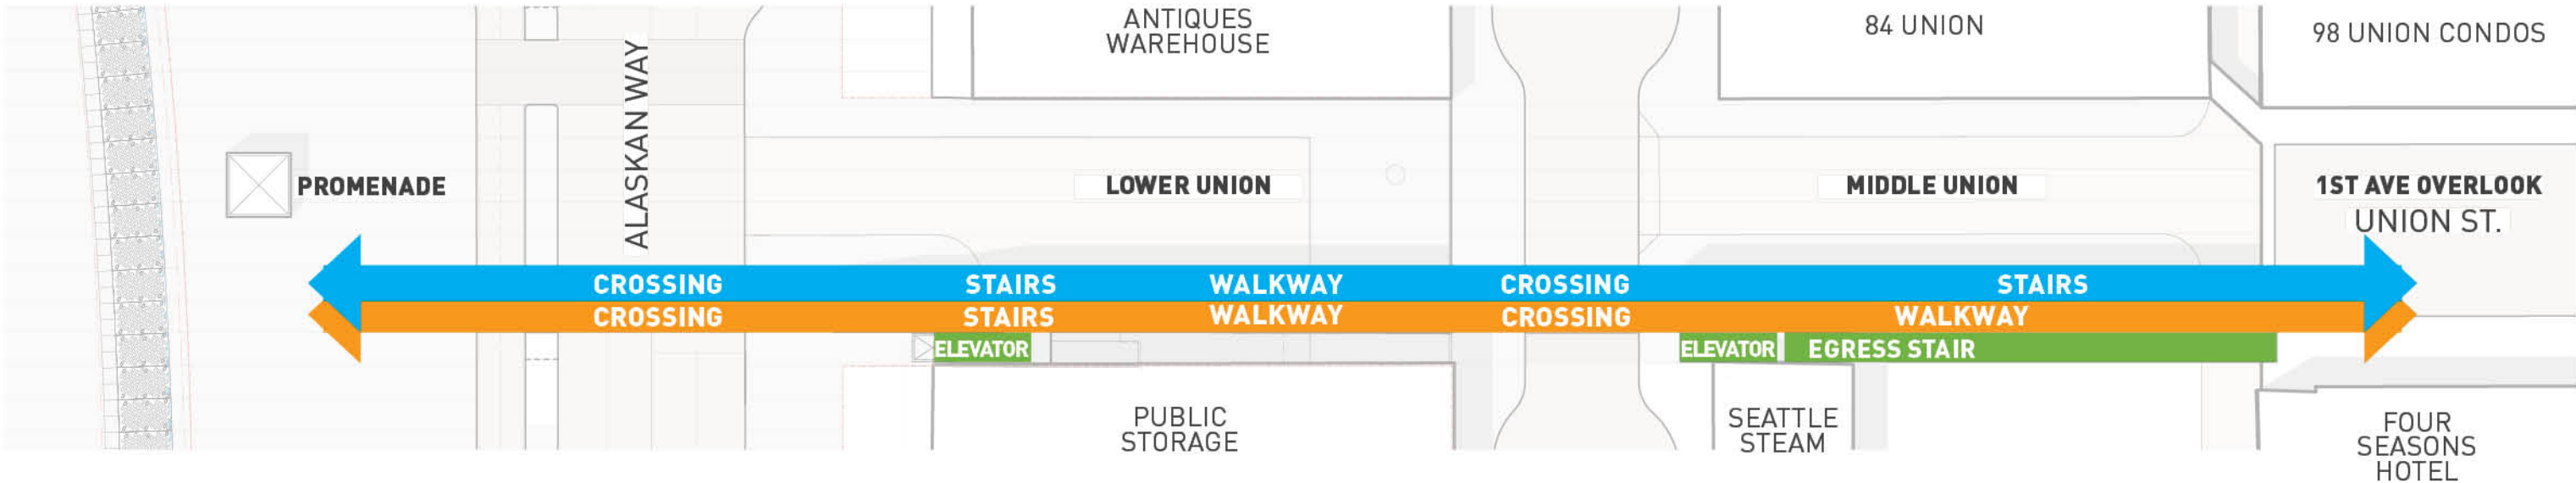 ANTIQUES
WAREHOUSE
84 UNION
98 UNION CONDOS
ALASKAN WAY
PROMENADE
LOWER UNION
MIDDLE UNION
1ST AVE OVERLOOK
UNION ST.
CROSSING STAIRS WALKWAY CROSSING STAIRS
CROSSING STAIRS WALKWAY CROSSING WALKWAY
ELEVATOR ELEVATOR EGRESS STAIR
PUBLIC
STORAGE
SEATTLE
STEAM
FOUR
SEASONS
HOTEL